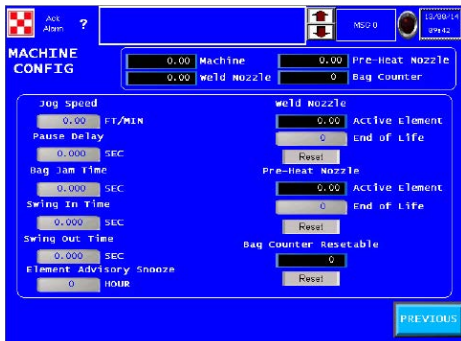 Ack Alarm ? MSG 0 13/08/14 09:42
MACHINE CONFIG
0.00 Machine 0.00 Pre-Heat Nozzle
0.00 Weld Nozzle 0 Bag Counter
Jog Speed
0.00 FT/MIN
Pause Delay
0.000 SEC
Bag Jam Time
0.000 SEC
Swing In Time
0.000 SEC
Swing Out Time
0.000 SEC
Element Advisory Snooze
0 HOUR
Weld Nozzle
0.00 Active Element
0 End of Life
Reset
Pre-Heat Nozzle
0.00 Active Element
0 End of Life
Reset
Bag Counter Resetable
0
Reset
PREVIOUS